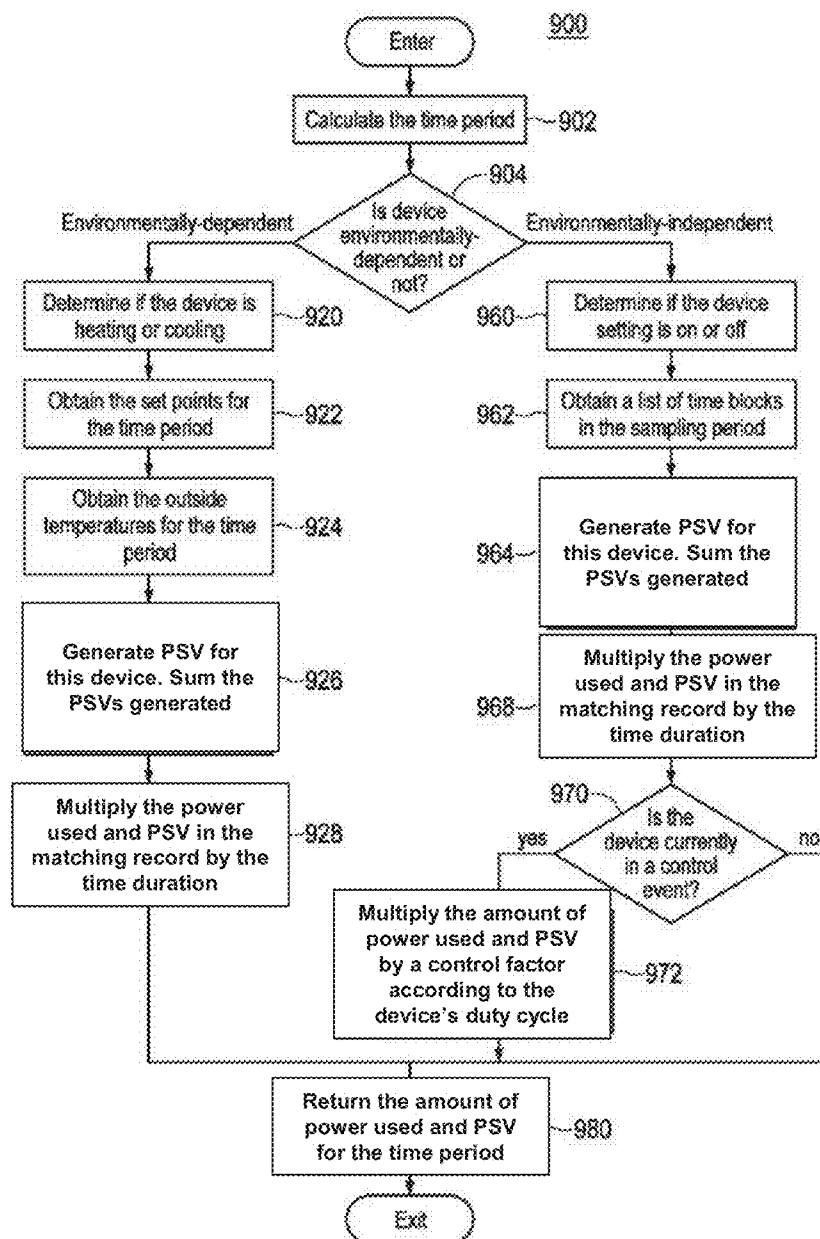 900
Enter
Calculate the time period
902
904
Is device
environmentally-
dependent or
not?
Environmentally-dependent
Environmentally-independent
Determine if the device is
heating or cooling
920
Obtain the set points for
the time period
922
Obtain the outside
temperatures for the time
period
924
Generate PSV for
this device. Sum the
PSVs generated
926
Multiply the power
used and PSV in the
matching record by the
time duration
928
960
Determine if the device
setting is on or off
962
Obtain a list of time blocks
in the sampling period
964
Generate PSV for
this device. Sum the
PSVs generated
968
Multiply the power
used and PSV in the
matching record by the
time duration
970
Is the
device currently
in a control
event?
yes
no
Multiply the amount of
power used and PSV
by a control factor
according to the
device's duty cycle
972
Return the amount of
power used and PSV
for the time period
980
Exit